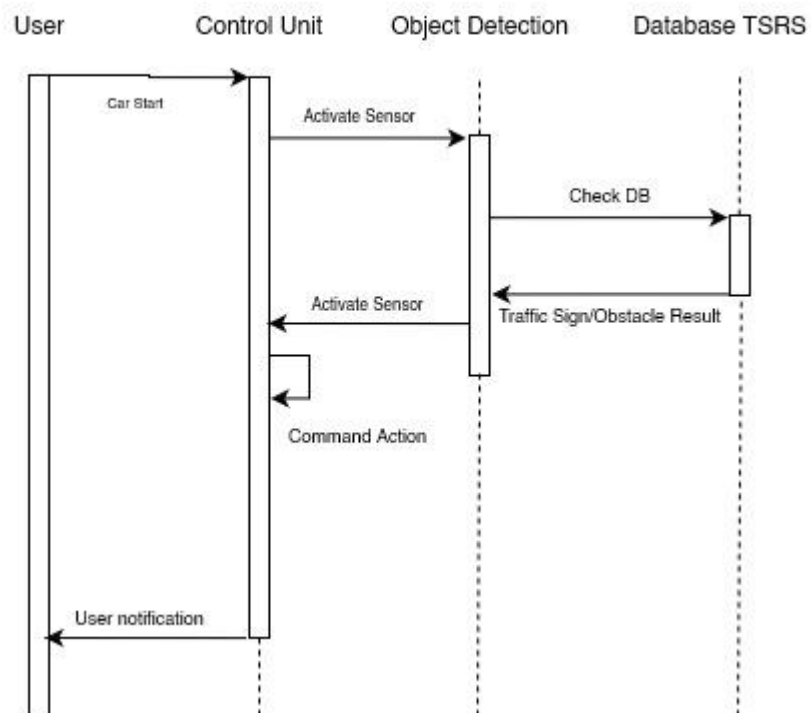 User
Control Unit
Object Detection
Database TSRS
Car Start
Activate Sensor
Check DB
Activate Sensor
Traffic Sign/Obstacle Result
Command Action
User notification